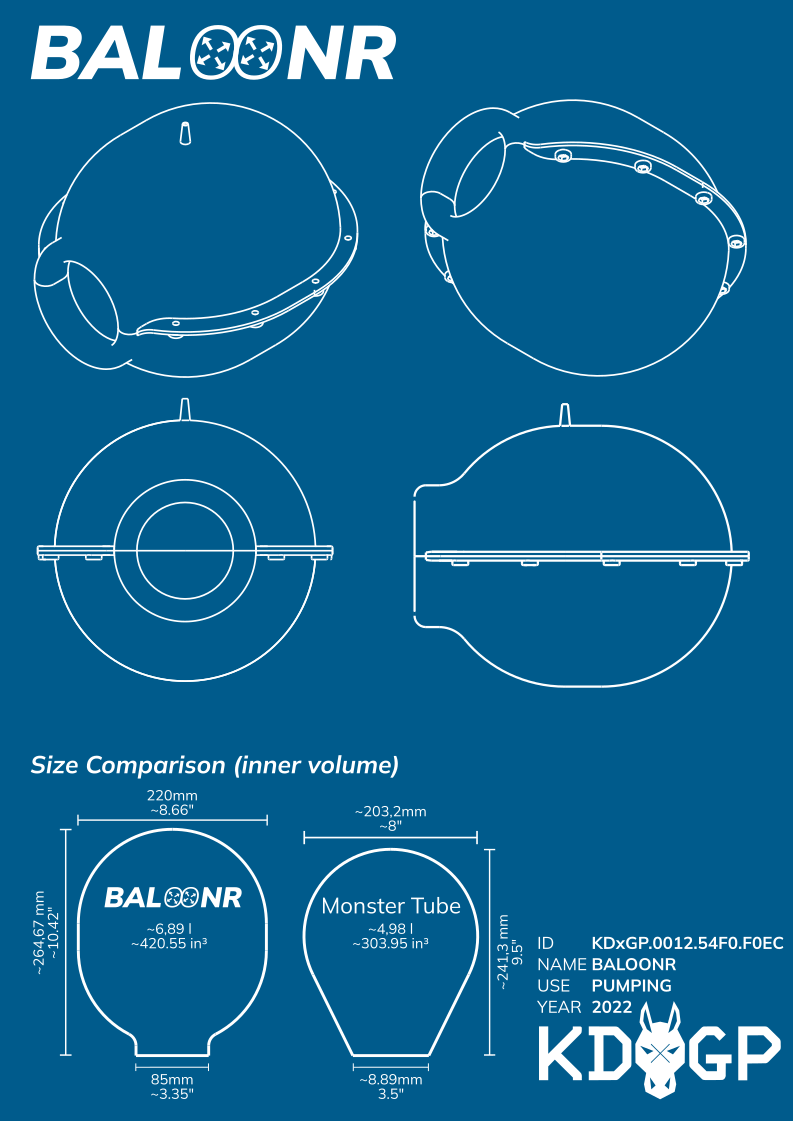 BALOONR
Size Comparison (inner volume)
220mm
~8.66"
~264,67 mm
~10.42"
BALOONR
~6,89 l
~420.55 in³
85mm
~3.35"
~203,2mm
~8"
Monster Tube
~4,98 l
~303.95 in³
~241,3 mm
9.5"
~8.89mm
3.5"
ID KDxGP.0012.54F0.F0EC
NAME BALOONR
USE PUMPING
YEAR 2022
KDxGP